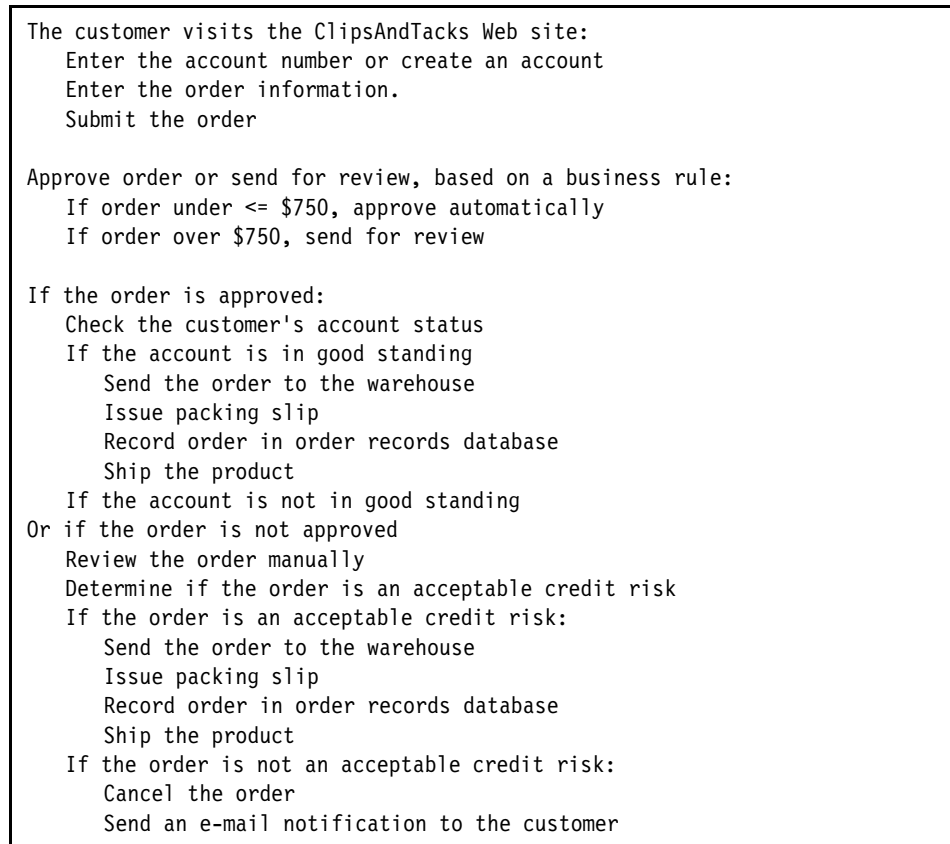 The customer visits the ClipsAndTacks Web site:
Enter the account number or create an account
Enter the order information.
Submit the order
Approve order or send for review, based on a business rule:
If order under <= $750, approve automatically
If order over $750, send for review
If the order is approved:
Check the customer's account status
If the account is in good standing
Send the order to the warehouse
Issue packing slip
Record order in order records database
Ship the product
If the account is not in good standing
Or if the order is not approved
Review the order manually
Determine if the order is an acceptable credit risk
If the order is an acceptable credit risk:
Send the order to the warehouse
Issue packing slip
Record order in order records database
Ship the product
If the order is not an acceptable credit risk:
Cancel the order
Send an e-mail notification to the customer